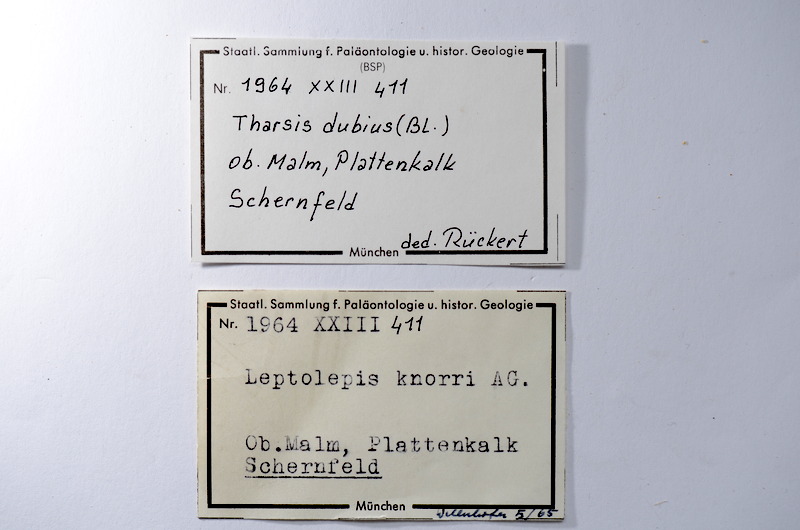 Staatl. Sammlung f. Paläontologie u. histor. Geologie
(BSP)
Nr. 1964 XXIII 411
Tharsis dubius (BL.)
ob. Malm, Plattenkalk
Schernfeld
ded. Rückert
München
Staatl. Sammlung f. Paläontologie u. histor. Geologie
Nr. 1964 XXIII 411
Leptolepis knorri AG.
Ob.Malm, Plattenkalk
Schernfeld
München 5/65